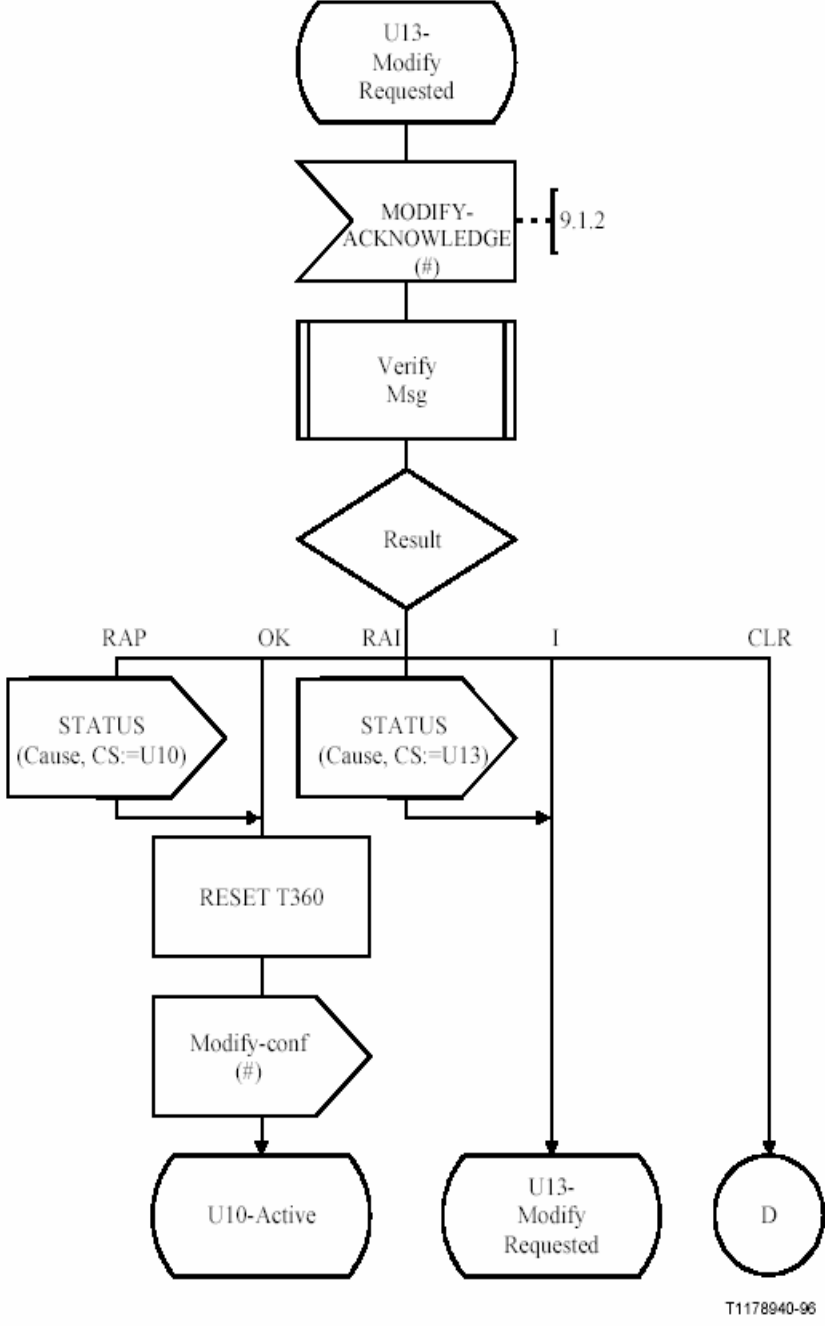 U13-
Modify
Requested
MODIFY-
ACKNOWLEDGE
(#)
9.1.2
Verify
Msg
Result
RAP OK RAI I CLR
STATUS
(Cause, CS:=U10)
STATUS
(Cause, CS:=U13)
RESET T360
Modify-conf
(#)
U10-Active
U13-
Modify
Requested
D
T1178940-96